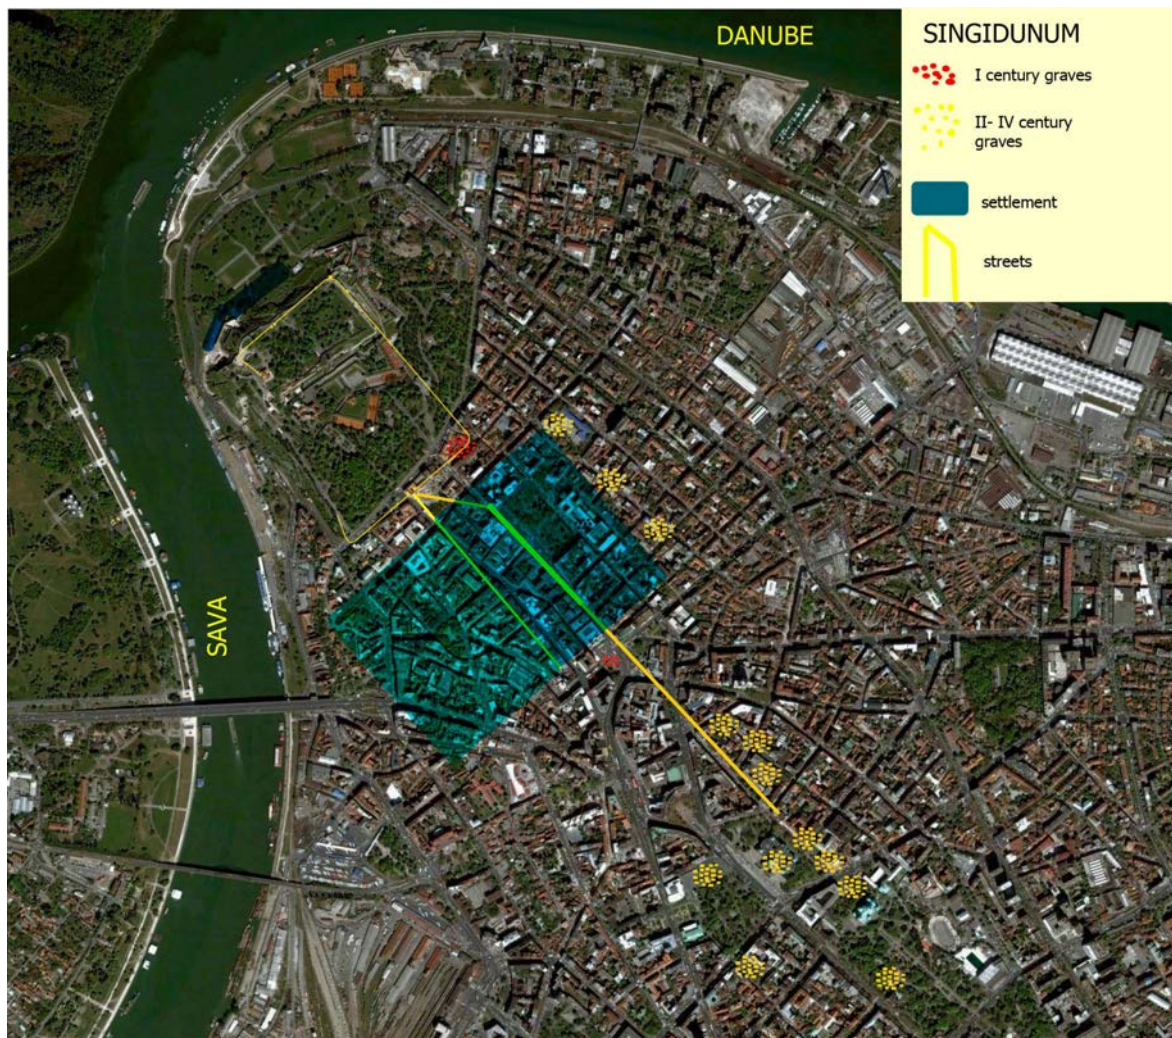 DANUBE
SINGIDUNUM
I century graves
II- IV century
graves
settlement
streets
SAVA